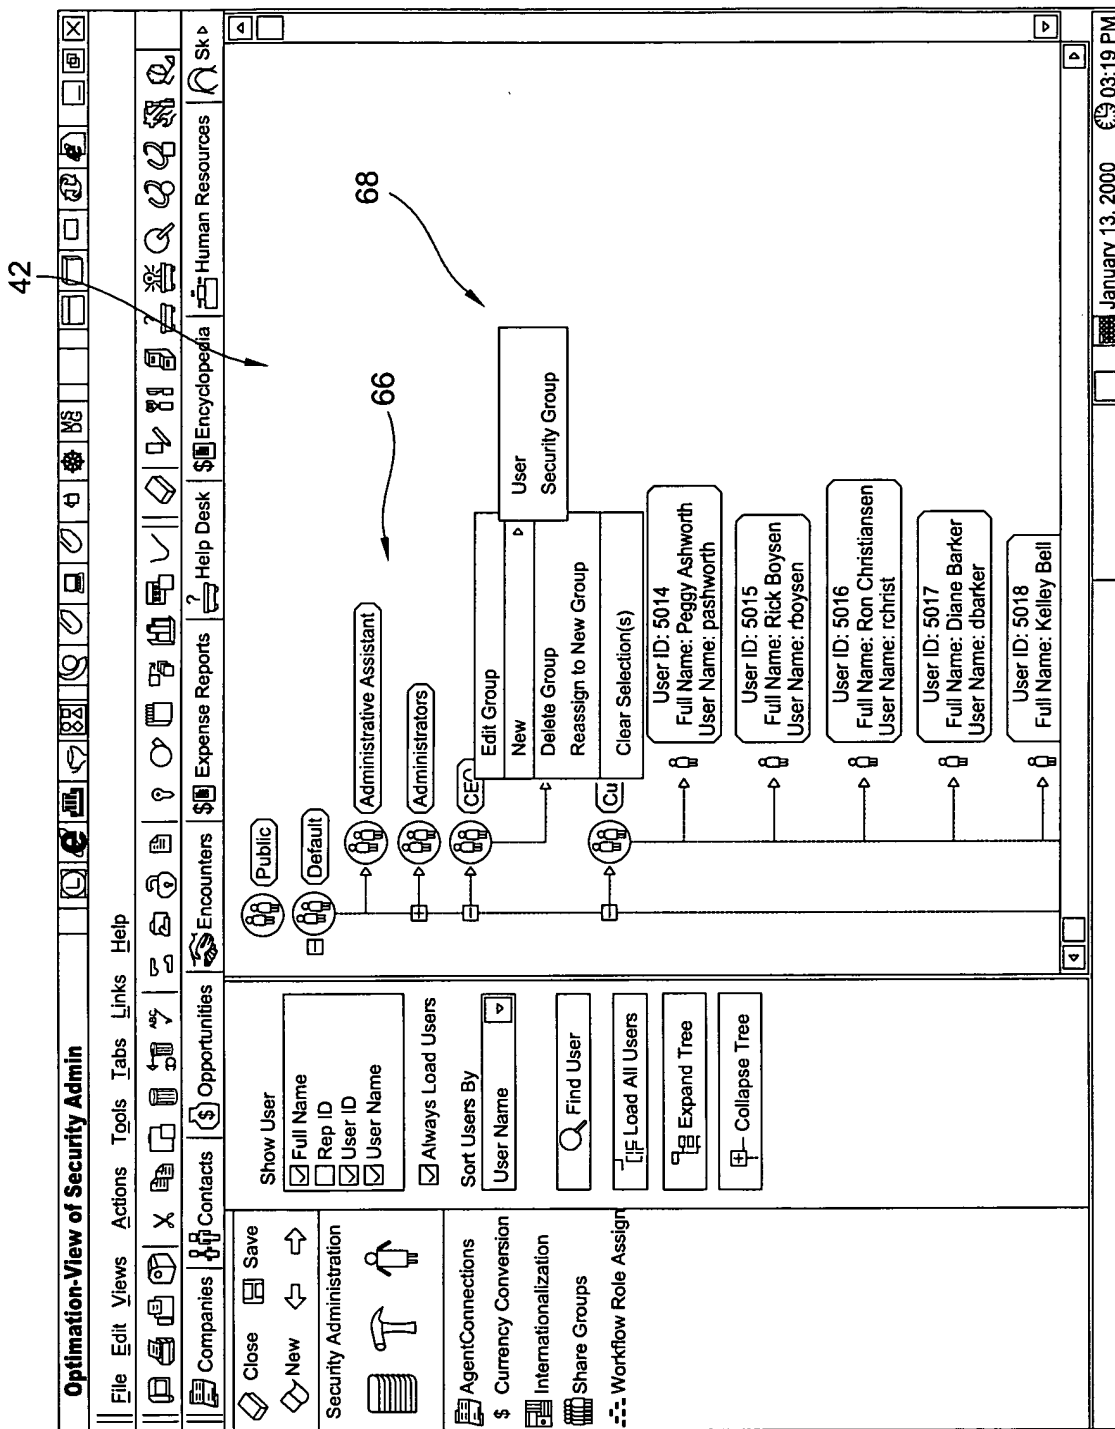 42
Optimation-View of Security Admin
File Edit Views Actions Tools Tabs Links Help
Companies Contacts Opportunities Encounters Expense Reports Help Desk Encyclopedia Human Resources Sk
Close Save
New
Security Administration
AgentConnections
$ Currency Conversion
Internationalization
Share Groups
Workflow Role Assign
Show User
Full Name
Rep ID
User ID
User Name
Always Load Users
Sort Users By
User Name
Find User
Load All Users
Expand Tree
Collapse Tree
Public
Default
Administrative Assistant
Administrators
CEO
Cu
66
68
Edit Group
New
Delete Group
Reassign to New Group
Clear Selection(s)
User
Security Group
User ID: 5014
Full Name: Peggy Ashworth
User Name: pashworth
User ID: 5015
Full Name: Rick Boysen
User Name: rboysen
User ID: 5016
Full Name: Ron Christiansen
User Name: rchrist
User ID: 5017
Full Name: Diane Barker
User Name: dbarker
User ID: 5018
Full Name: Kelley Bell
January 13, 2000 03:19 PM